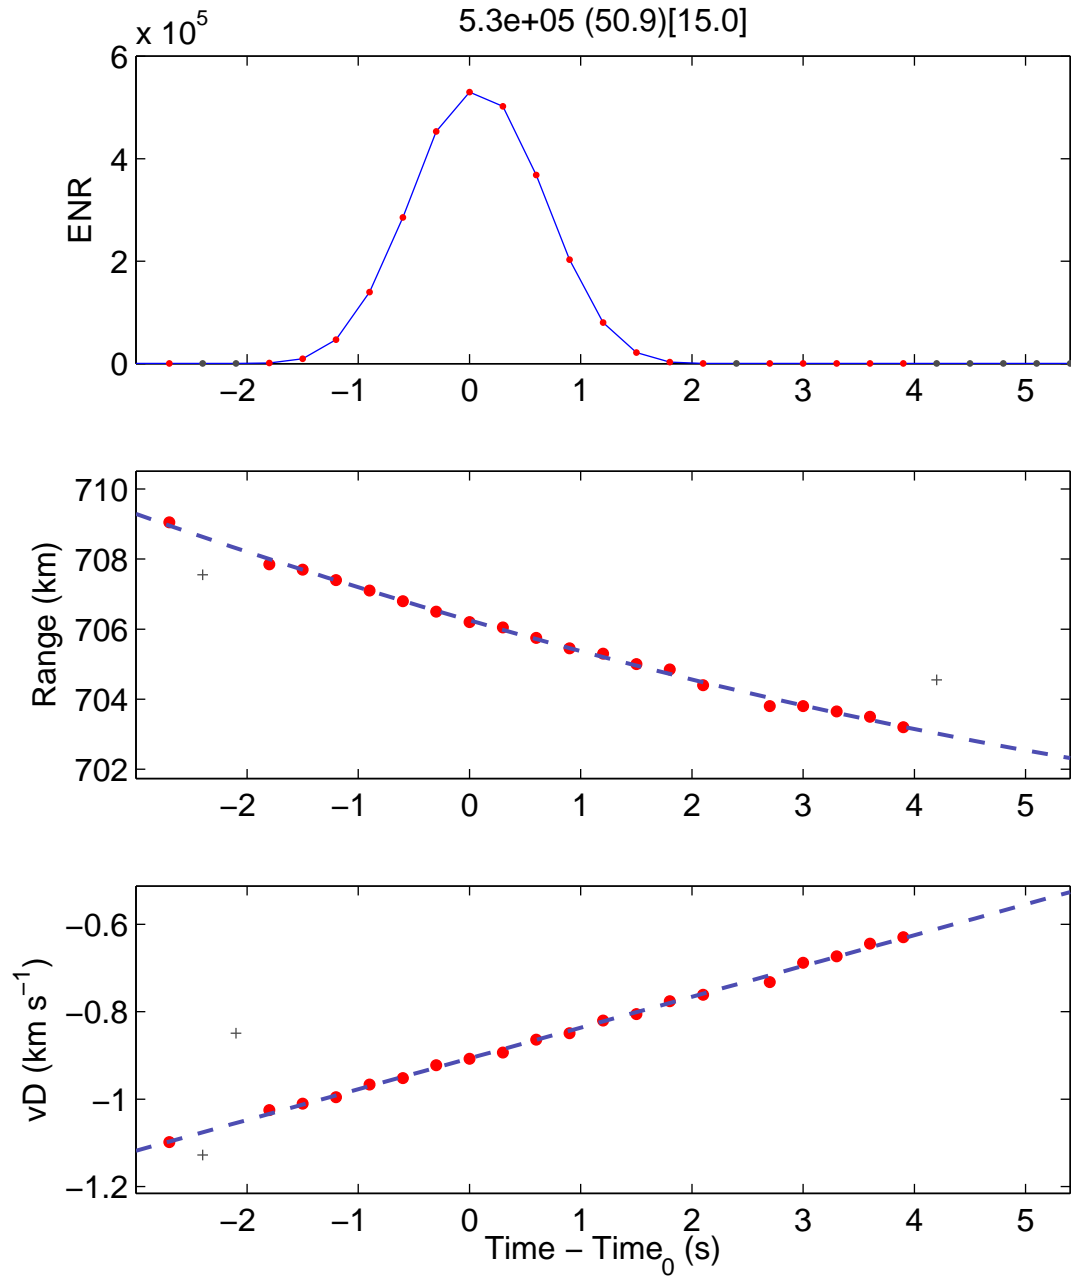 5.3e+05 (50.9)[15.0]
x 10^5
6
4
2
0
ENR
−2 −1 0 1 2 3 4 5
710
708
706
704
702
Range (km)
−2 −1 0 1 2 3 4 5
−0.6
−0.8
−1
−1.2
vD (km s^−1)
−2 −1 0 1 2 3 4 5
Time − Time_0 (s)